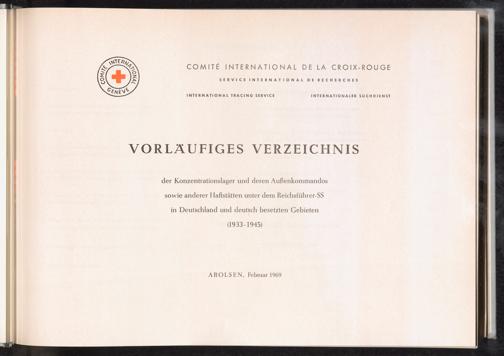 COMITÉ INTERNATIONAL
GENÈVE
COMITÉ INTERNATIONAL DE LA CROIX-ROUGE
SERVICE INTERNATIONAL DE RECHERCHES
INTERNATIONAL TRACING SERVICE INTERNATIONALER SUCHDIENST
VORLÄUFIGES VERZEICHNIS
der Konzentrationslager und deren Außenkommandos
sowie anderer Haftstätten unter dem Reichsführer-SS
in Deutschland und deutsch besetzten Gebieten
(1933-1945)
AROLSEN, Februar 1969